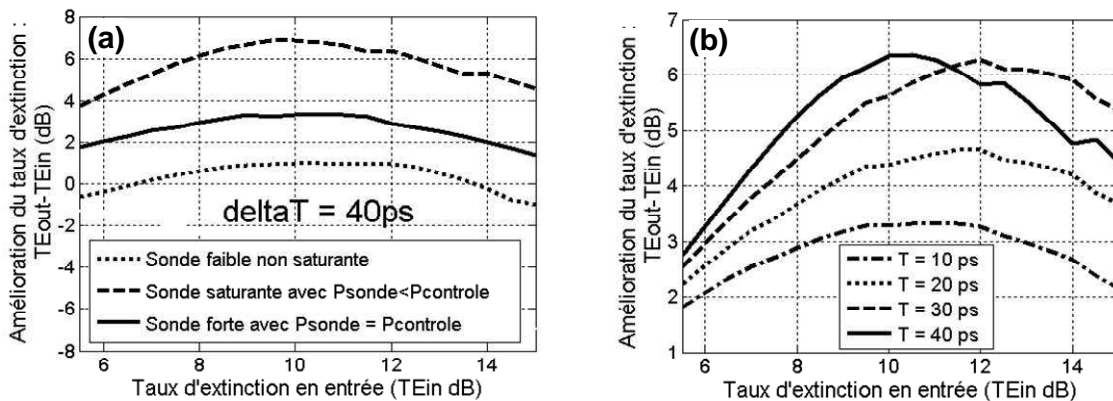 (a)
Amélioration du taux d'extinction :
TEout- TEin (dB)
8
6
4
2
0
-2
-4
-6
-8
deltaT = 40ps
Sonde faible non saturante
Sonde saturante avec Psonde<Pcontrole
Sonde forte avec Psonde = Pcontrole
6
8
10
12
14
Taux d'extinction en entrée (TEin dB)
(b)
Amélioration du taux d'extinction :
TEout- TEin (dB)
7
6
5
4
3
2
1
T = 10 ps
T = 20 ps
T = 30 ps
T = 40 ps
6
8
10
12
14
Taux d'extinction en entrée (TEin dB)